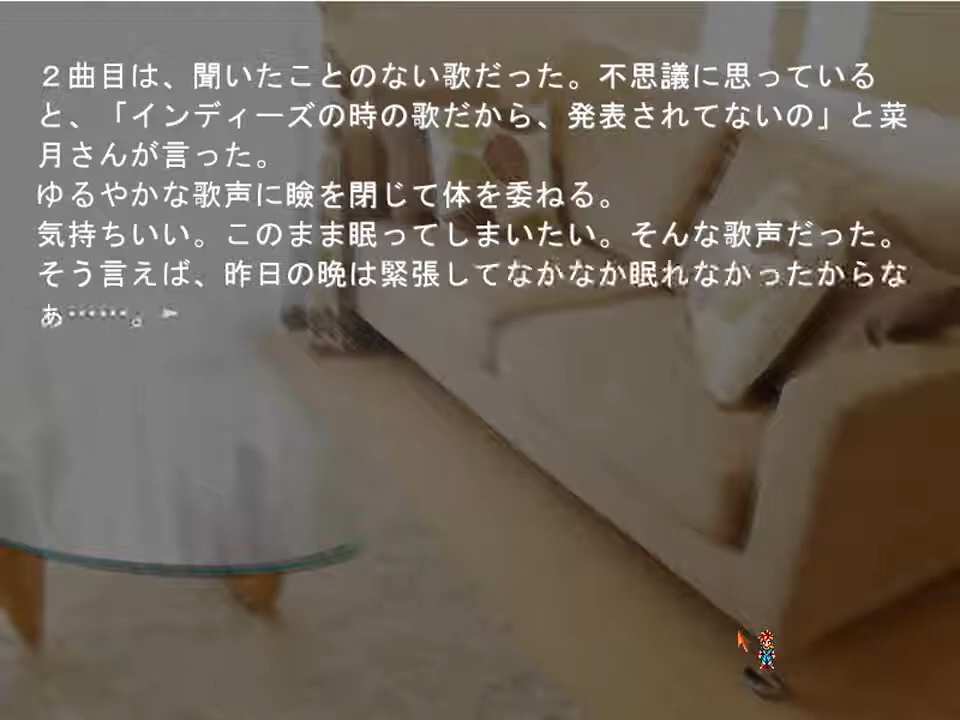 ２曲目は、聞いたことのない歌だった。不思議に思っている
と、「インディーズの時の歌だから、発表されてないの」と菜
月さんが言った。
ゆるやかな歌声に瞼を閉じて体を委ねる。
気持ちいい。このまま眠ってしまいたい。そんな歌声だった。
そう言えば、昨日の晩は緊張してなかなか眠れなかったからな
ぁ……。